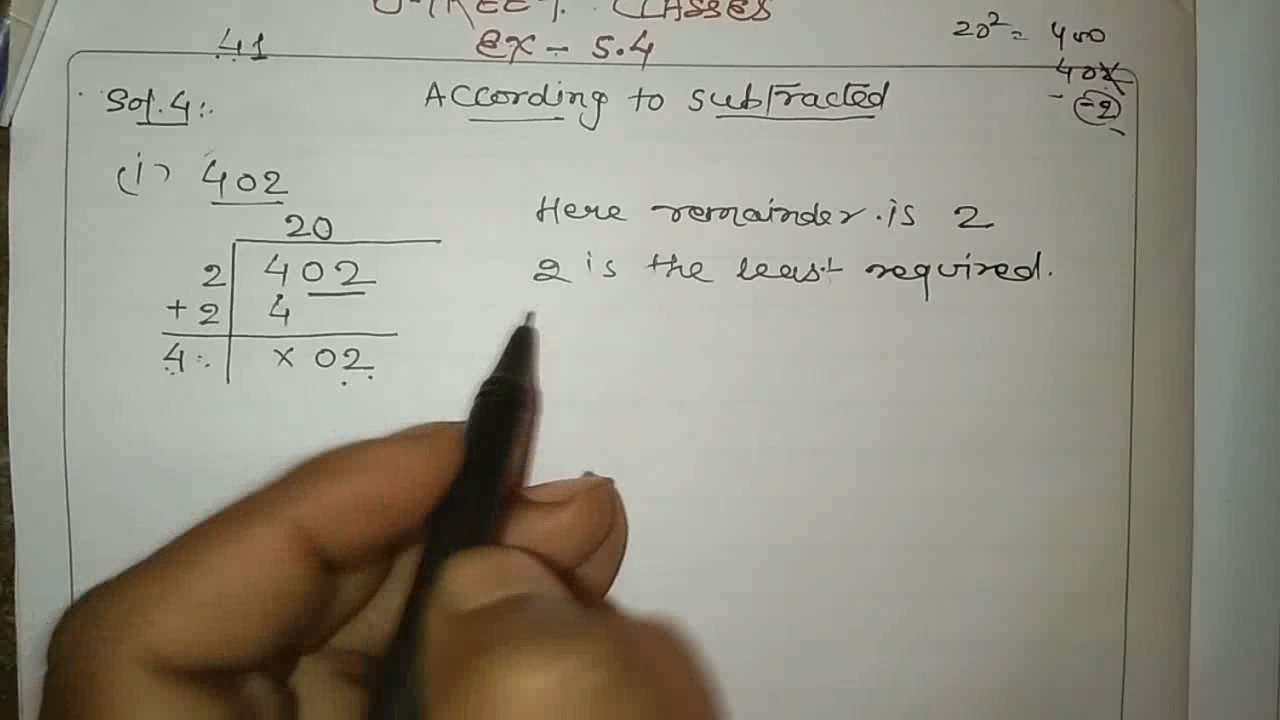 CLASSES
41
Ex - 5.4
20² = 400
402
-2
Sol.4:.
According to subtracted
(i) 402
Here remainder.is 2
2 is the least required.
20
2 402
+2 4
4:. x 02